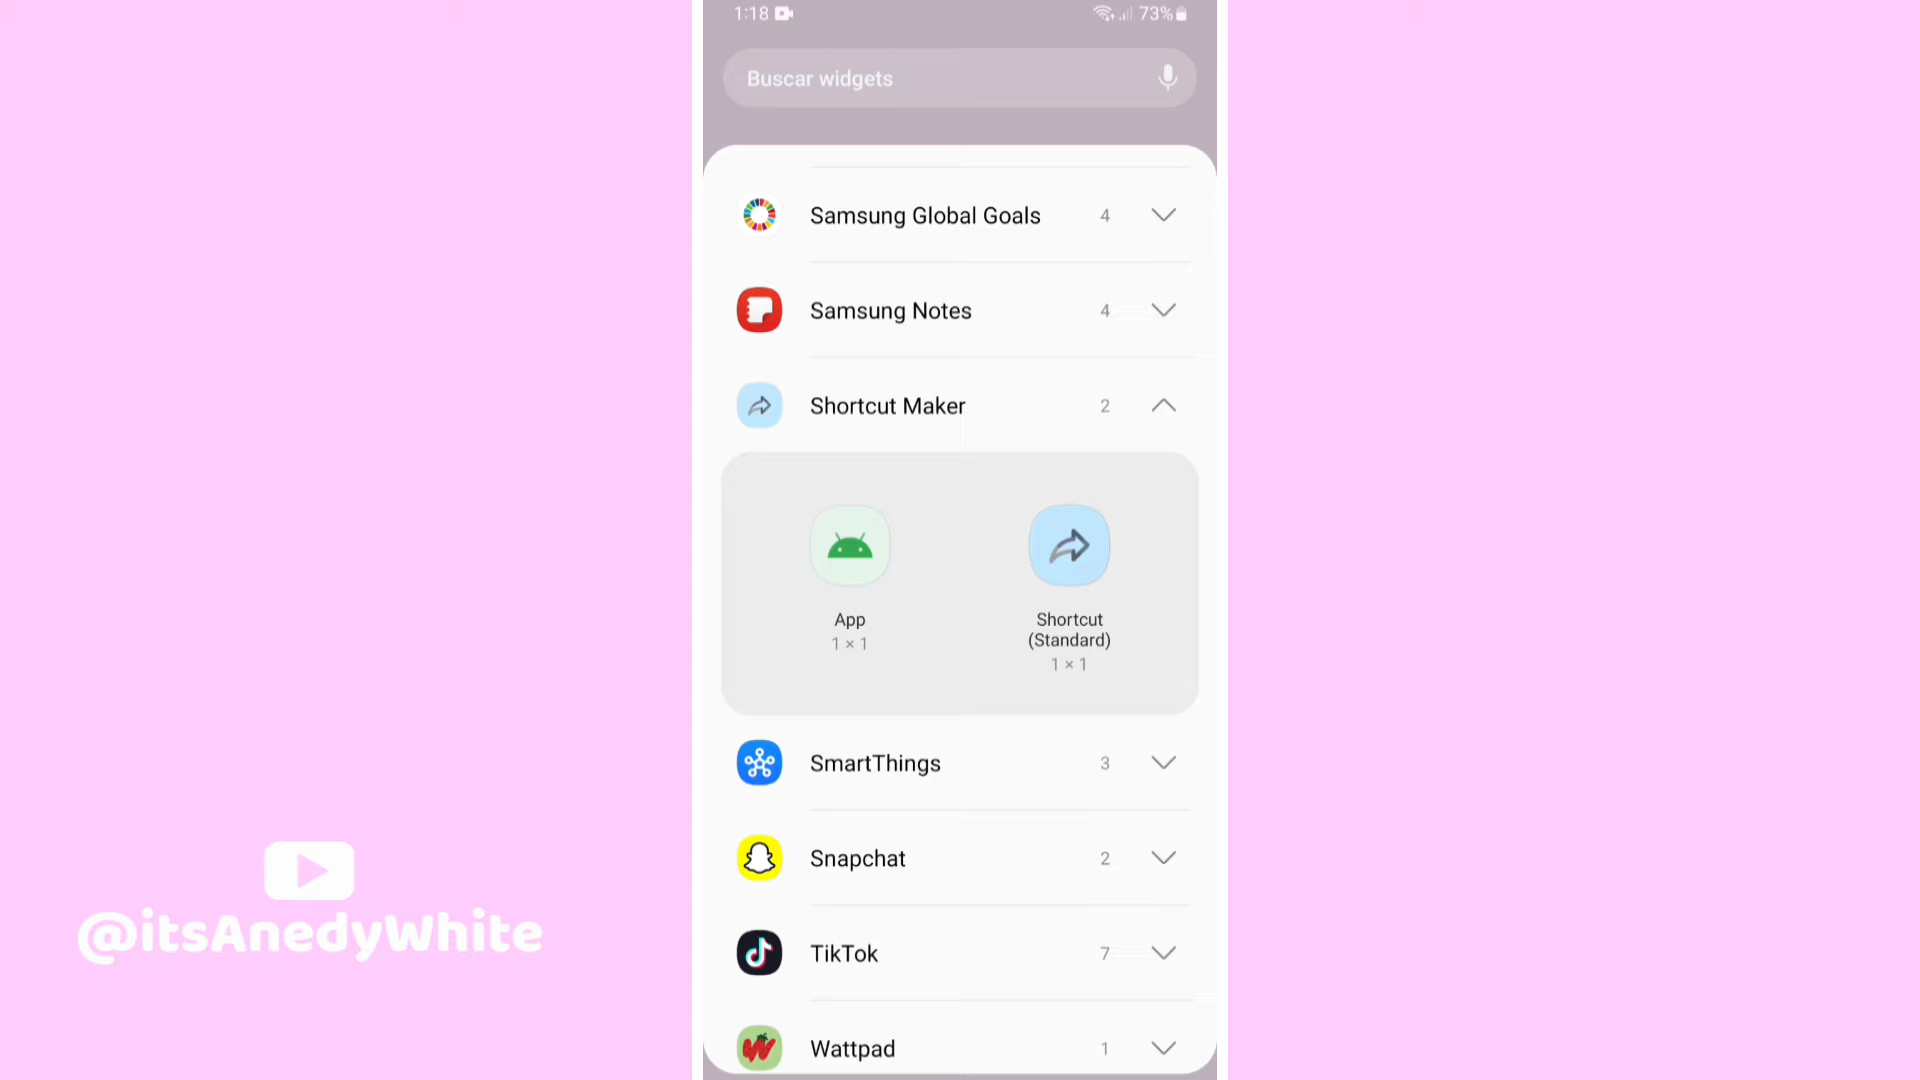 1:18
73%
Buscar widgets
Samsung Global Goals 4
Samsung Notes 4
Shortcut Maker 2
App
1 × 1
Shortcut
(Standard)
1 × 1
SmartThings 3
Snapchat 2
TikTok 7
Wattpad 1
@itsAnedyWhite